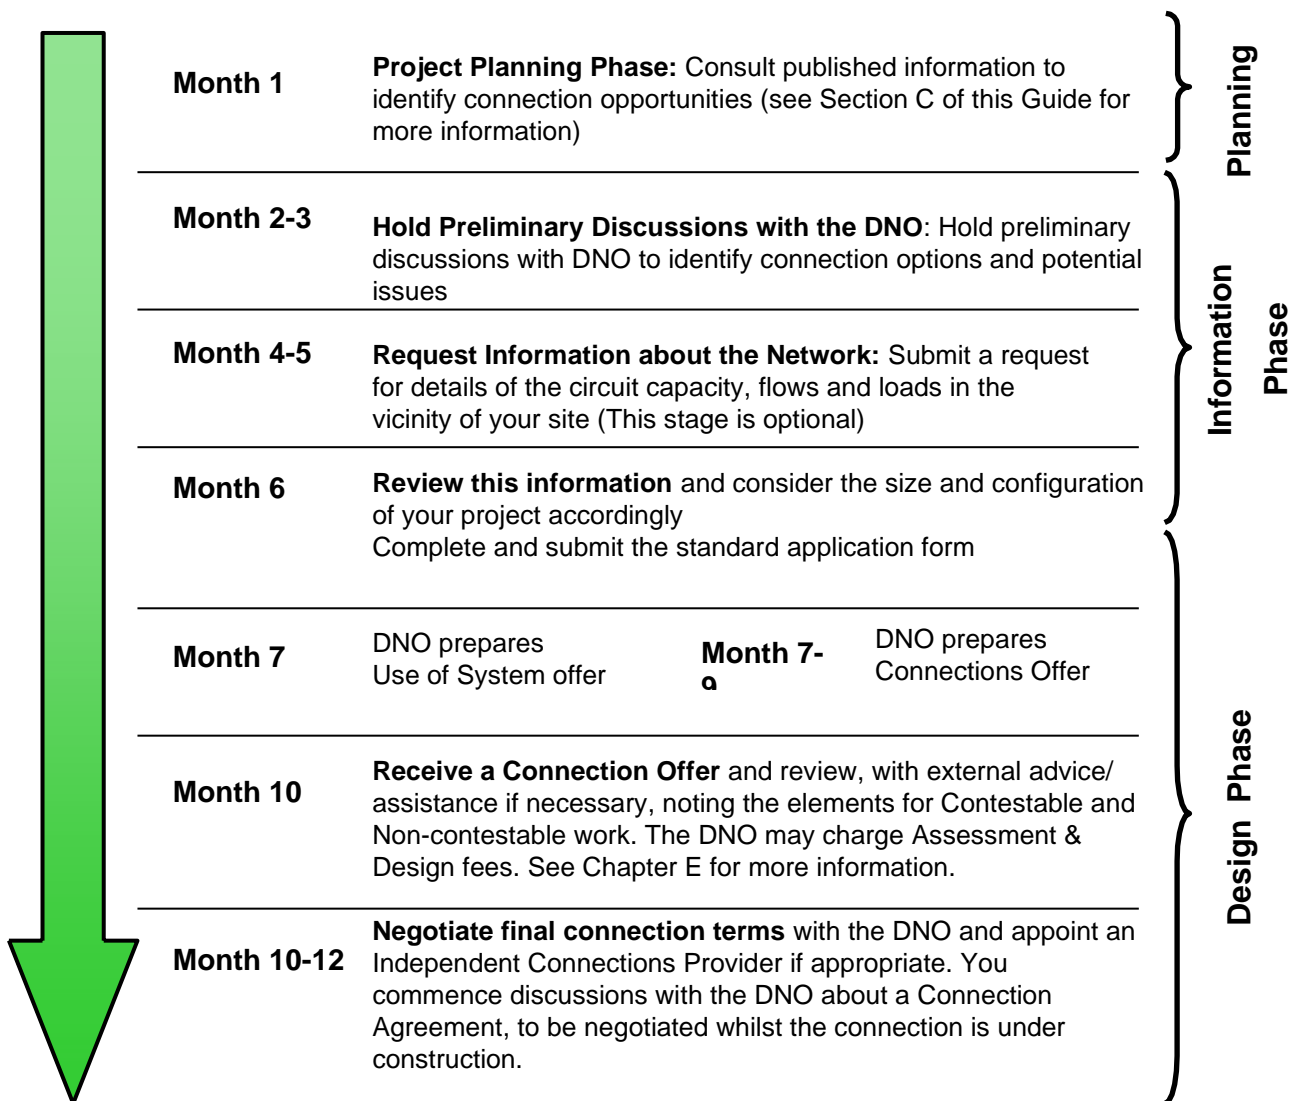 Month 1
Project Planning Phase: Consult published information to
identify connection opportunities (see Section C of this Guide for
more information)
Planning
Month 2-3
Hold Preliminary Discussions with the DNO: Hold preliminary
discussions with DNO to identify connection options and potential
issues
Month 4-5
Request Information about the Network: Submit a request
for details of the circuit capacity, flows and loads in the
vicinity of your site (This stage is optional)
Information
Phase
Month 6
Review this information and consider the size and configuration
of your project accordingly
Complete and submit the standard application form
Month 7
DNO prepares
Use of System offer
Month 7-
9
DNO prepares
Connections Offer
Month 10
Receive a Connection Offer and review, with external advice/
assistance if necessary, noting the elements for Contestable and
Non-contestable work. The DNO may charge Assessment &
Design fees. See Chapter E for more information.
Design Phase
Month 10-12
Negotiate final connection terms with the DNO and appoint an
Independent Connections Provider if appropriate. You
commence discussions with the DNO about a Connection
Agreement, to be negotiated whilst the connection is under
construction.